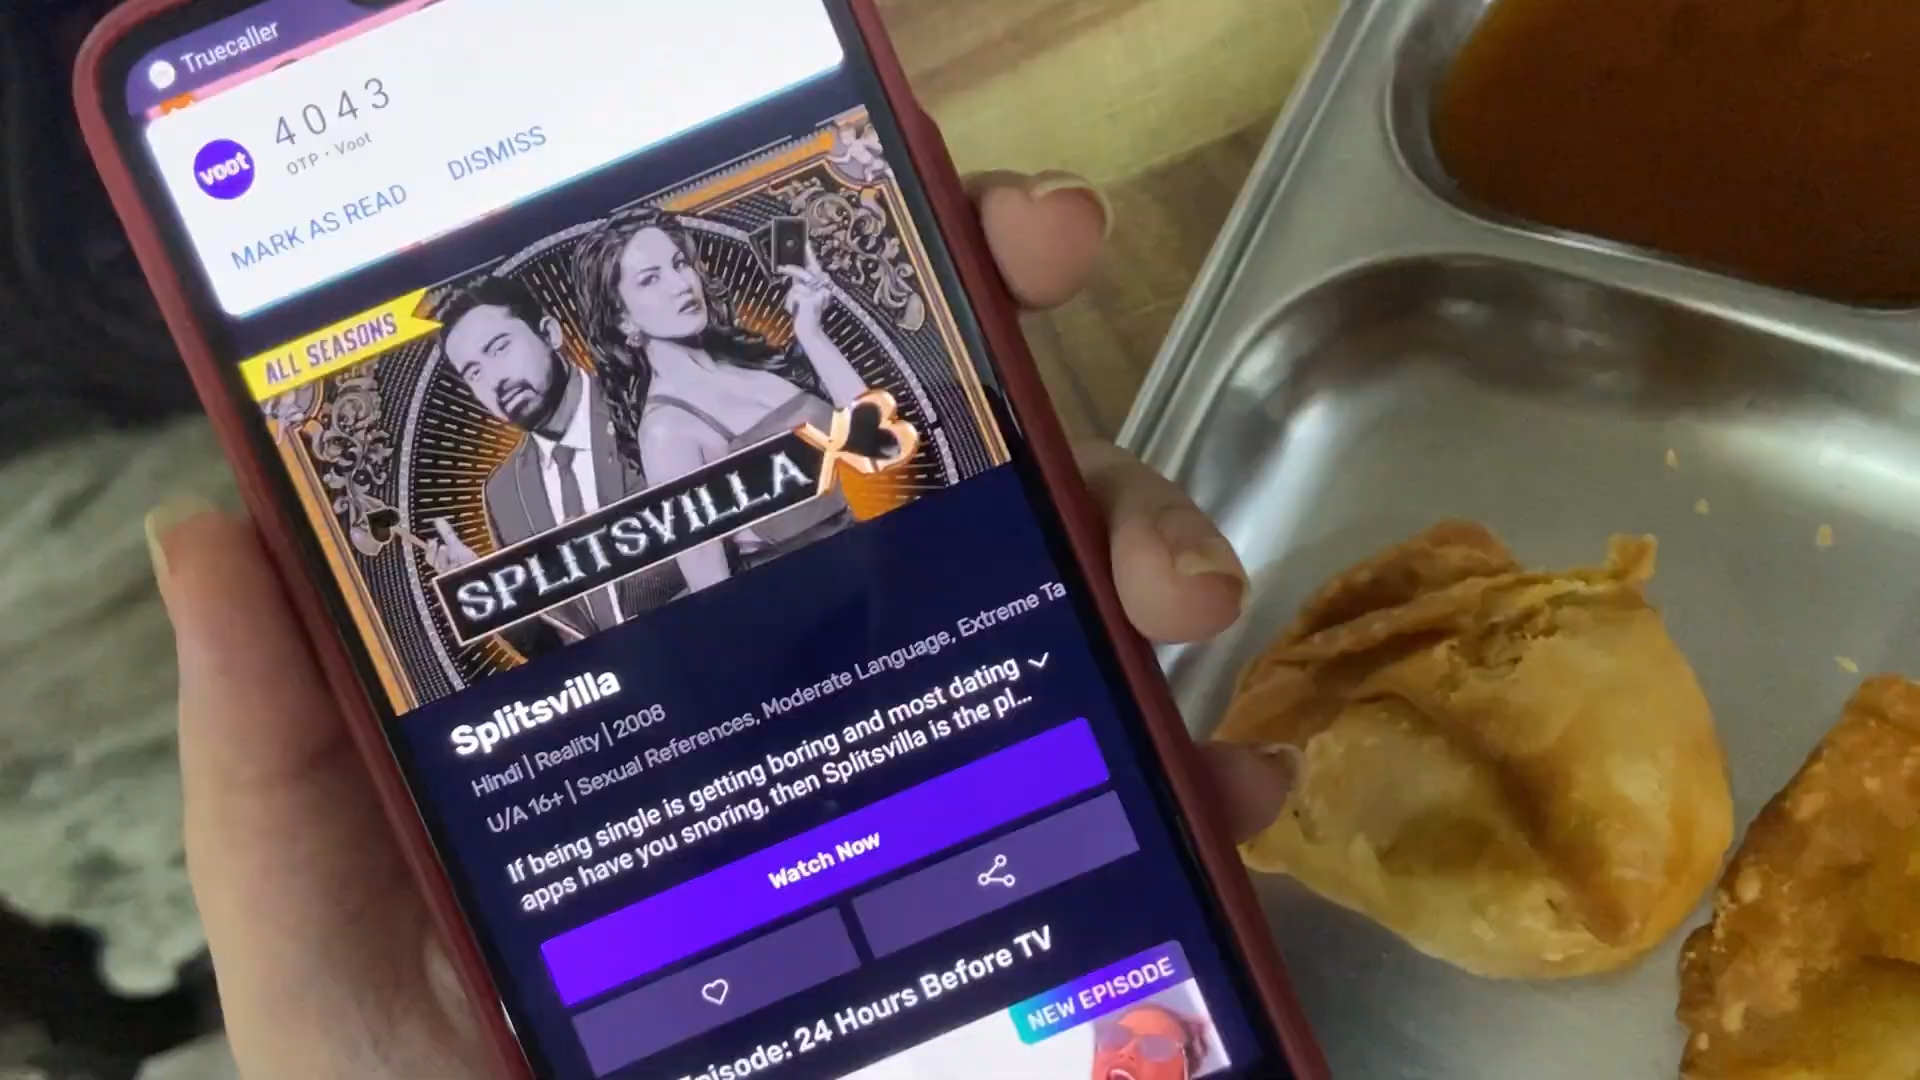 Truecaller
voot
4043
OTP · Voot
MARK AS READ
DISMISS
ALL SEASONS
SPLITSVILLA X3
Splitsvilla
Hindi | Reality | 2008
U/A 16+ | Sexual References, Moderate Language, Extreme Ta
If being single is getting boring and most dating
apps have you snoring, then Splitsvilla is the pl...
Watch Now
Episode: 24 Hours Before TV
NEW EPISODE